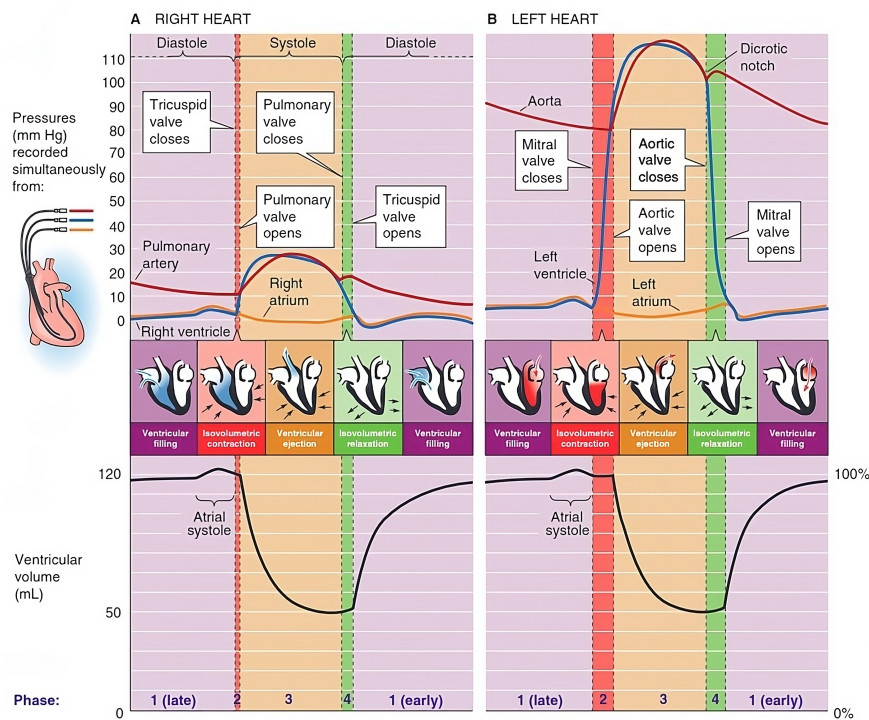 A RIGHT HEART
B LEFT HEART
Diastole
Systole
Diastole
110
100
90
80
70
60
50
40
30
20
10
0
Pressures
(mm Hg)
recorded
simultaneously
from:
Tricuspid
valve
closes
Pulmonary
valve
closes
Pulmonary
valve
opens
Tricuspid
valve
opens
Pulmonary
artery
Right
atrium
Right ventricle
Aorta
Dicrotic
notch
Mitral
valve
closes
Aortic
valve
closes
Aortic
valve
opens
Mitral
valve
opens
Left
ventricle
Left
atrium
Ventricular
filling
Isovolumetric
contraction
Ventricular
ejection
Isovolumetric
relaxation
Ventricular
filling
Ventricular
filling
Isovolumetric
contraction
Ventricular
ejection
Isovolumetric
relaxation
Ventricular
filling
120
100%
Atrial
systole
Atrial
systole
Ventricular
volume
(mL)
50
Phase:
1 (late)
2
3
4
1 (early)
1 (late)
2
3
4
1 (early)
0
0%